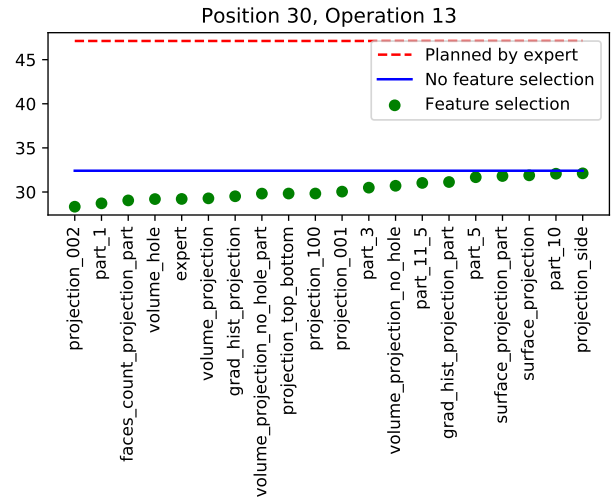 Position 30, Operation 13
Planned by expert
No feature selection
Feature selection
45
40
35
30
projection_002
part_1
faces_count_projection_part
volume_hole
expert
volume_projection
grad_hist_projection
volume_projection_no_hole_part
projection_top_bottom
projection_100
projection_001
part_3
volume_projection_no_hole
part_11_5
grad_hist_projection_part
part_5
surface_projection_part
surface_projection
part_10
projection_side